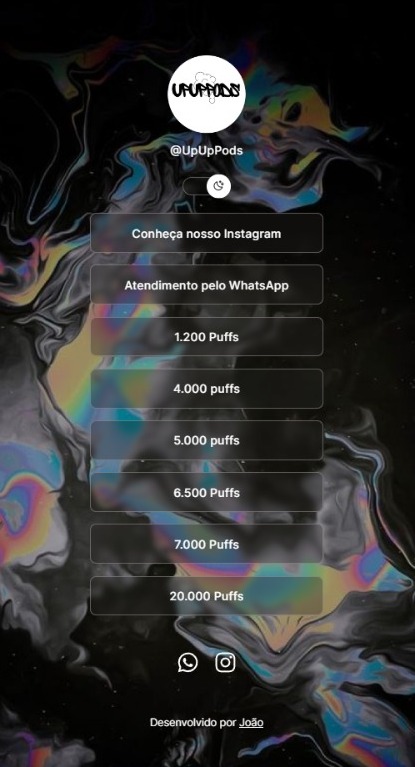 UPUPPODS
@UpUpPods
Conheça nosso Instagram
Atendimento pelo WhatsApp
1.200 Puffs
4.000 puffs
5.000 puffs
6.500 Puffs
7.000 Puffs
20.000 Puffs
Desenvolvido por João